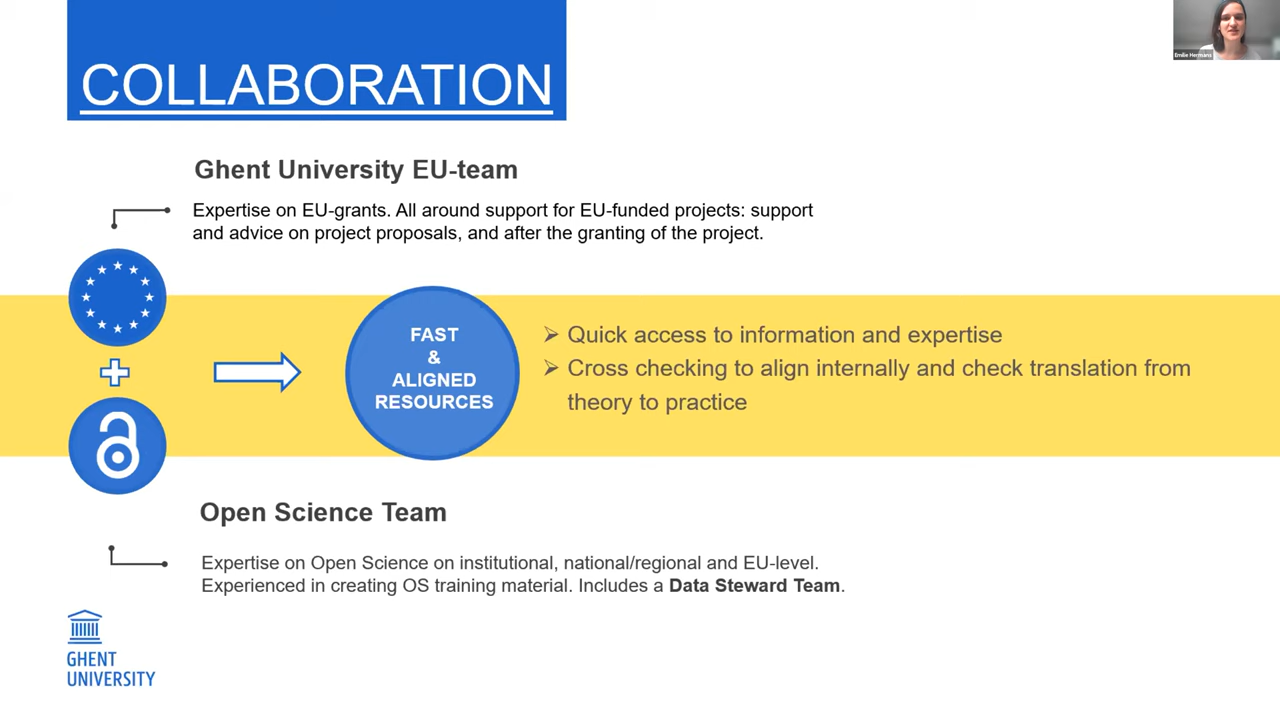 COLLABORATION
Emilie Hermans
Ghent University EU-team
Expertise on EU-grants. All around support for EU-funded projects: support
and advice on project proposals, and after the granting of the project.
FAST
&
ALIGNED
RESOURCES
➢ Quick access to information and expertise
➢ Cross checking to align internally and check translation from
theory to practice
Open Science Team
Expertise on Open Science on institutional, national/regional and EU-level.
Experienced in creating OS training material. Includes a Data Steward Team.
GHENT
UNIVERSITY